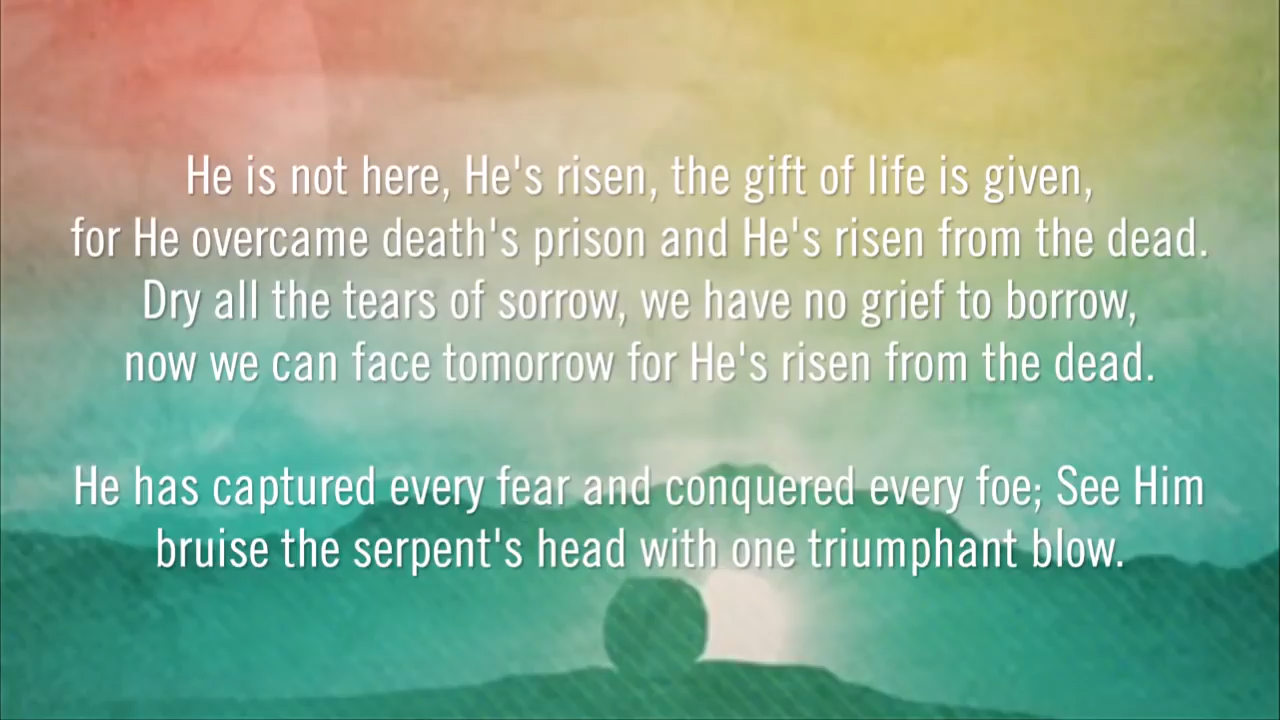 He is not here, He's risen, the gift of life is given,
for He overcame death's prison and He's risen from the dead.
Dry all the tears of sorrow, we have no grief to borrow,
now we can face tomorrow for He's risen from the dead.
He has captured every fear and conquered every foe; See Him
bruise the serpent's head with one triumphant blow.